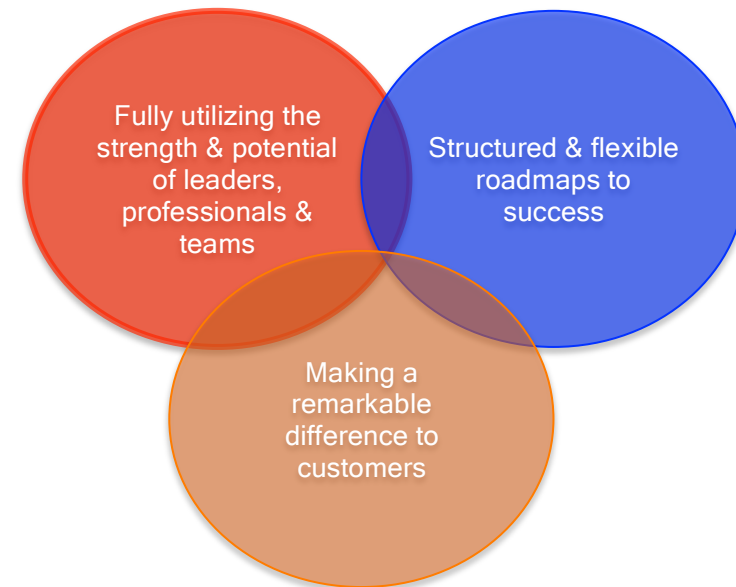 Fully utilizing the
strength & potential
of leaders,
professionals &
teams
Structured & flexible
roadmaps to
success
Making a
remarkable
difference to
customers